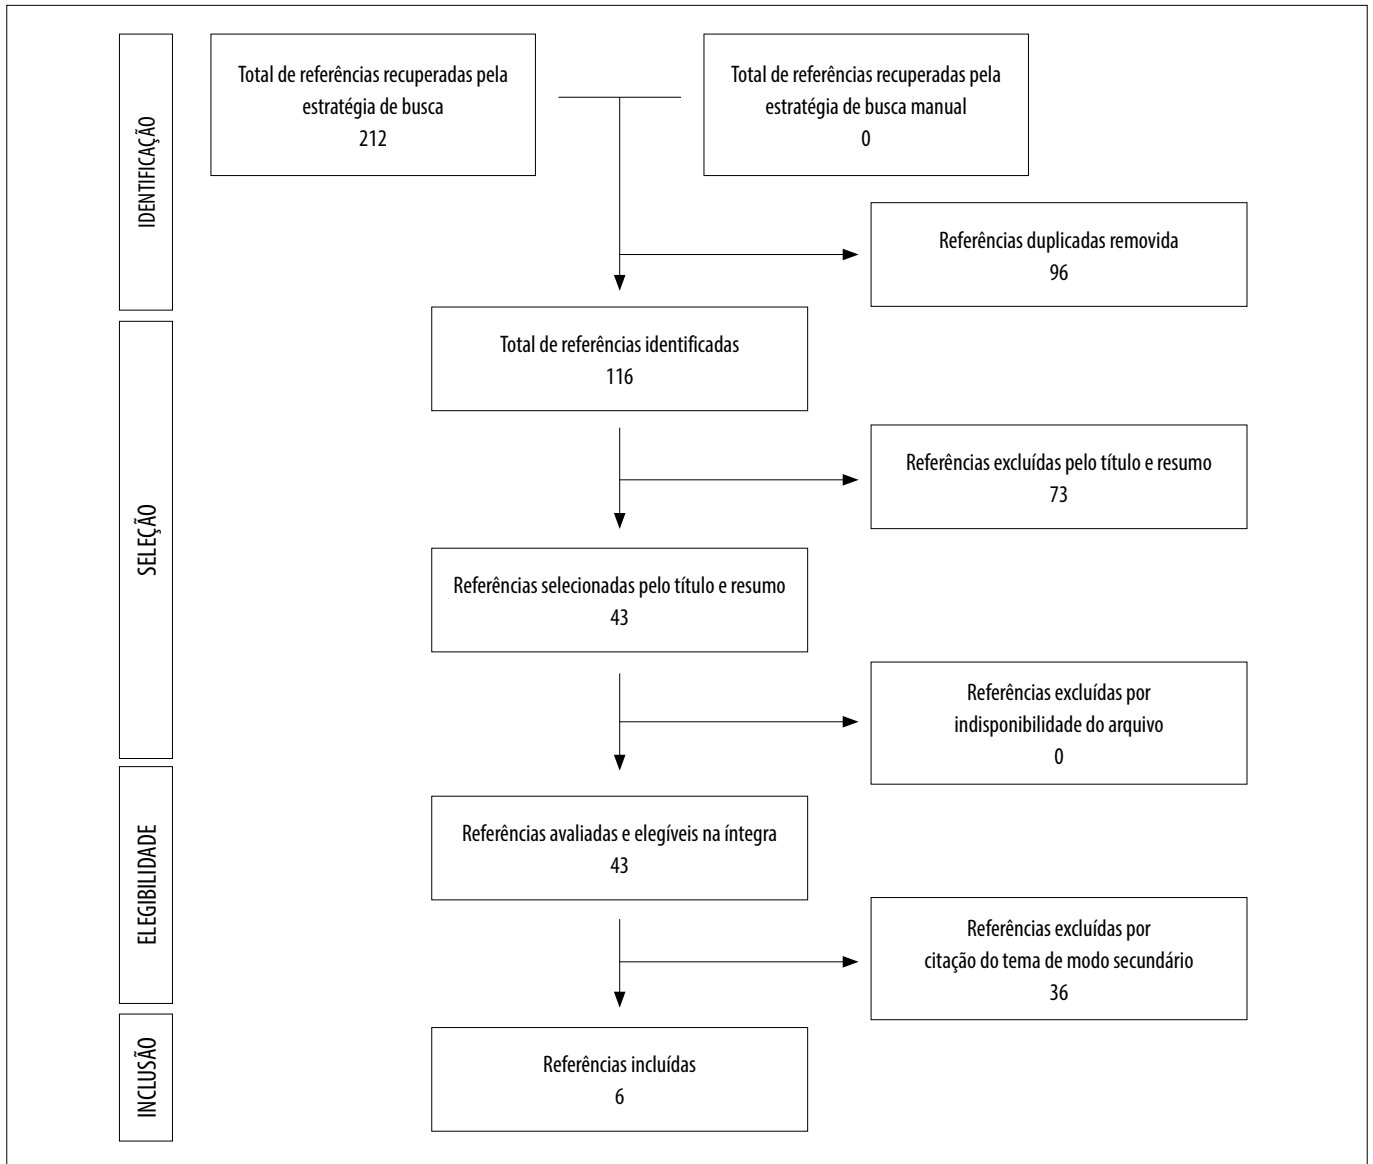 IDENTIFICAÇÃO
Total de referências recuperadas pela
estratégia de busca
212
Total de referências recuperadas pela
estratégia de busca manual
0
Referências duplicadas removida
96
SELEÇÃO
Total de referências identificadas
116
Referências excluídas pelo título e resumo
73
Referências selecionadas pelo título e resumo
43
Referências excluídas por
indisponibilidade do arquivo
0
ELEGIBILIDADE
Referências avaliadas e elegíveis na íntegra
43
Referências excluídas por
citação do tema de modo secundário
36
INCLUSÃO
Referências incluídas
6